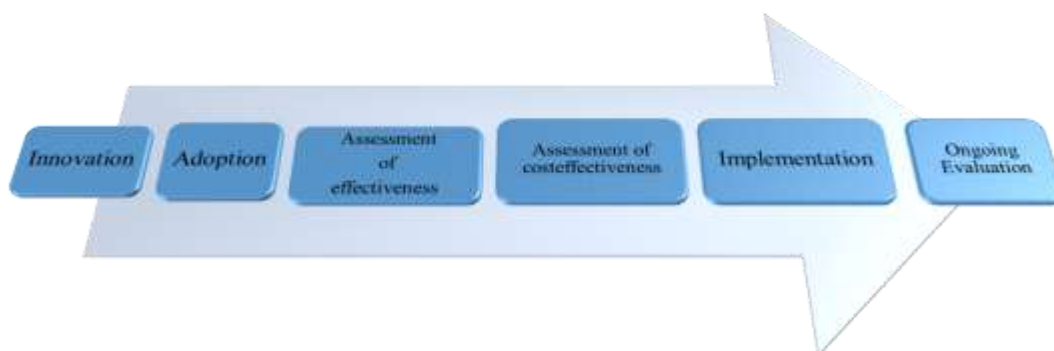 Innovation
Adoption
Assessment
of
effectiveness
Assessment of
costeffectiveness
Implementation
Ongoing
Evaluation